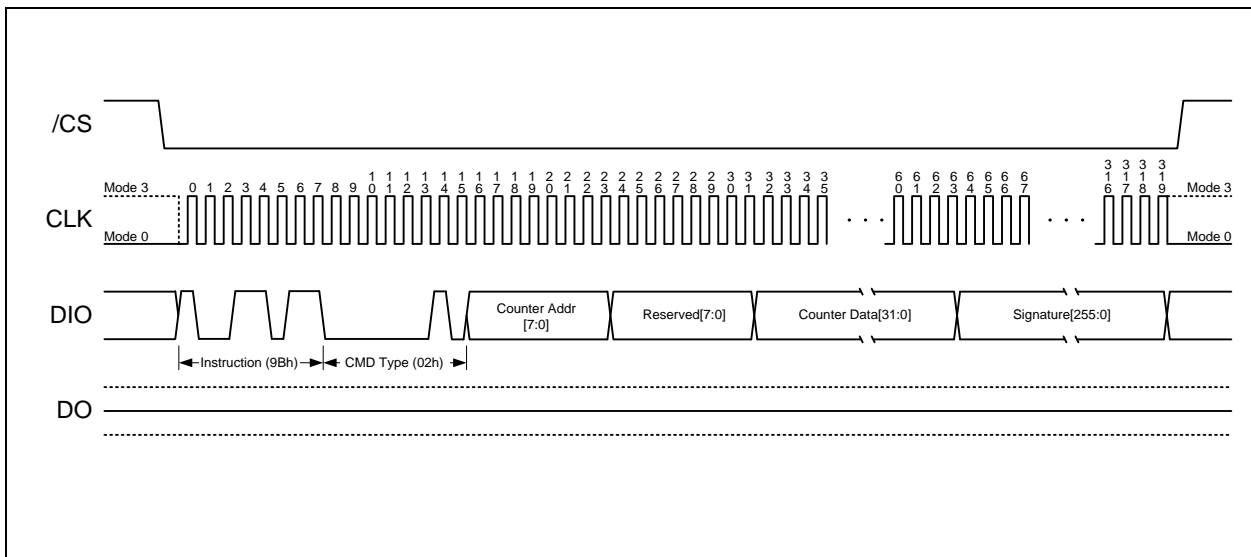 /CS
Mode 3
0 1 2 3 4 5 6 7 8 9 10 11 12 13 14 15 16 17 18 19 20 21 22 23 24 25 26 27 28 29 30 31 32 33 34 35 60 61 62 63 64 65 66 67 316 317 318 319
Mode 3
CLK
. . .
. . .
Mode 0
Mode 0
DIO
Counter Addr
[7:0]
Reserved[7:0]
Counter Data[31:0]
Signature[255:0]
Instruction (9Bh)
CMD Type (02h)
DO